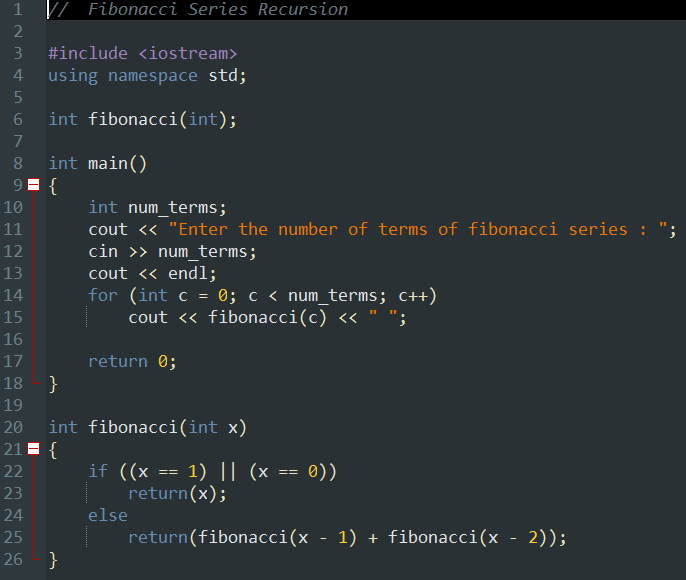 1 //  Fibonacci Series Recursion
2
3 #include <iostream>
4 using namespace std;
5
6 int fibonacci(int);
7
8 int main()
9 {
10     int num_terms;
11     cout << "Enter the number of terms of fibonacci series : ";
12     cin >> num_terms;
13     cout << endl;
14     for (int c = 0; c < num_terms; c++)
15         cout << fibonacci(c) << " ";
16
17     return 0;
18 }
19
20 int fibonacci(int x)
21 {
22     if ((x == 1) || (x == 0))
23         return(x);
24     else
25         return(fibonacci(x - 1) + fibonacci(x - 2));
26 }